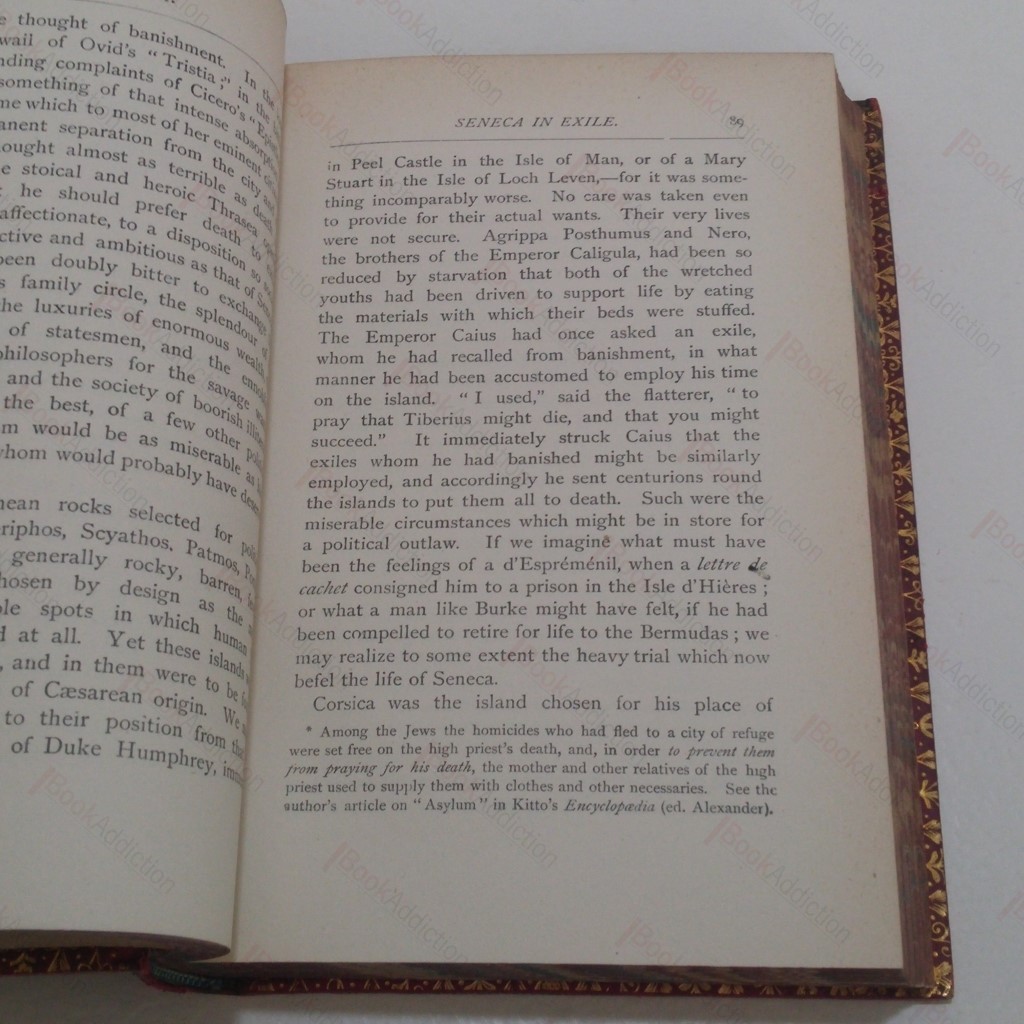 thought of banishment. In the
wail of Ovid's "Tristia;" in the
complaints of Cicero's
something of that intense
me which to most of her eminent
separation from the city and
ought almost as terrible as death
stoical and heroic Thrasea
he should prefer death to
affectionate, to a disposition so
and ambitious as that of
been doubly bitter to exchange
s family circle, the splendour of
the luxuries of enormous wealth
of statesmen, and the
philosophers for the savage
and the society of boorish
the best, of a few other
would be as miserable as
whom would probably have
rocks selected for
Scyathos, Patmos,
generally rocky, barren,
chosen by design as the
spots in which human
d at all. Yet these islands
, and in them were to be
of Cæsarean origin. We
to their position from
of Duke Humphrey,
SENECA IN EXILE. 89
in Peel Castle in the Isle of Man, or of a Mary
Stuart in the Isle of Loch Leven,—for it was some-
thing incomparably worse. No care was taken even
to provide for their actual wants. Their very lives
were not secure. Agrippa Posthumus and Nero,
the brothers of the Emperor Caligula, had been so
reduced by starvation that both of the wretched
youths had been driven to support life by eating
the materials with which their beds were stuffed.
The Emperor Caius had once asked an exile,
whom he had recalled from banishment, in what
manner he had been accustomed to employ his time
on the island. "I used," said the flatterer, "to
pray that Tiberius might die, and that you might
succeed." It immediately struck Caius that the
exiles whom he had banished might be similarly
employed, and accordingly he sent centurions round
the islands to put them all to death. Such were the
miserable circumstances which might be in store for
a political outlaw. If we imagine what must have
been the feelings of a d'Espréménil, when a lettre de
cachet consigned him to a prison in the Isle d'Hières;
or what a man like Burke might have felt, if he had
been compelled to retire for life to the Bermudas; we
may realize to some extent the heavy trial which now
befel the life of Seneca.
Corsica was the island chosen for his place of
* Among the Jews the homicides who had fled to a city of refuge
were set free on the high priest's death, and, in order to prevent them
from praying for his death, the mother and other relatives of the high
priest used to supply them with clothes and other necessaries. See the
author's article on "Asylum" in Kitto's Encyclopædia (ed. Alexander).